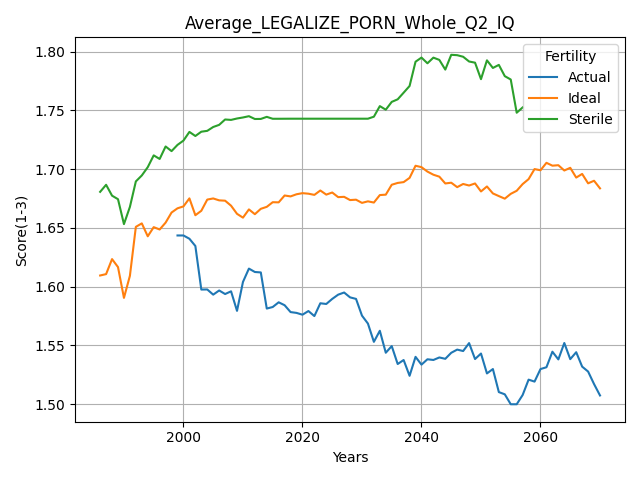 Average_LEGALIZE_PORN_Whole_Q2_IQ
Score(1-3)
1.80
1.75
1.70
1.65
1.60
1.55
1.50
Fertility
Actual
Ideal
Sterile
2000
2020
2040
2060
Years